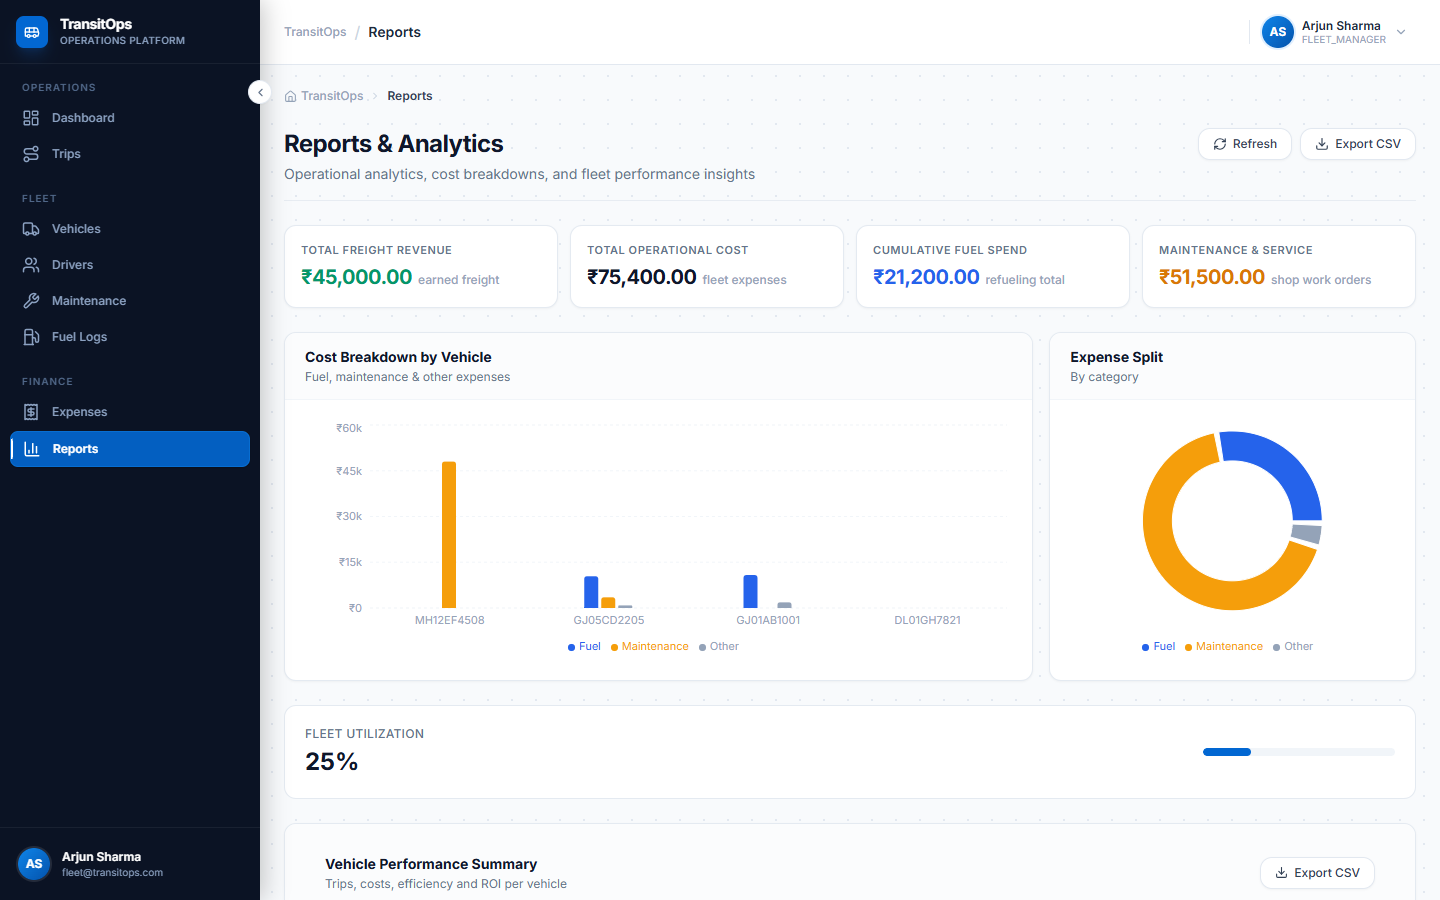 TransitOps
OPERATIONS PLATFORM
OPERATIONS
Dashboard
Trips
FLEET
Vehicles
Drivers
Maintenance
Fuel Logs
FINANCE
Expenses
Reports
AS
Arjun Sharma
fleet@transitops.com
TransitOps / Reports
AS
Arjun Sharma
FLEET_MANAGER
TransitOps > Reports
Reports & Analytics
Operational analytics, cost breakdowns, and fleet performance insights
Refresh
Export CSV
TOTAL FREIGHT REVENUE
₹45,000.00 earned freight
TOTAL OPERATIONAL COST
₹75,400.00 fleet expenses
CUMULATIVE FUEL SPEND
₹21,200.00 refueling total
MAINTENANCE & SERVICE
₹51,500.00 shop work orders
Cost Breakdown by Vehicle
Fuel, maintenance & other expenses
₹60k
₹45k
₹30k
₹15k
₹0
MH12EF4508 GJ05CD2205 GJ01AB1001 DL01GH7821
Fuel Maintenance Other
Expense Split
By category
Fuel Maintenance Other
FLEET UTILIZATION
25%
Vehicle Performance Summary
Trips, costs, efficiency and ROI per vehicle
Export CSV